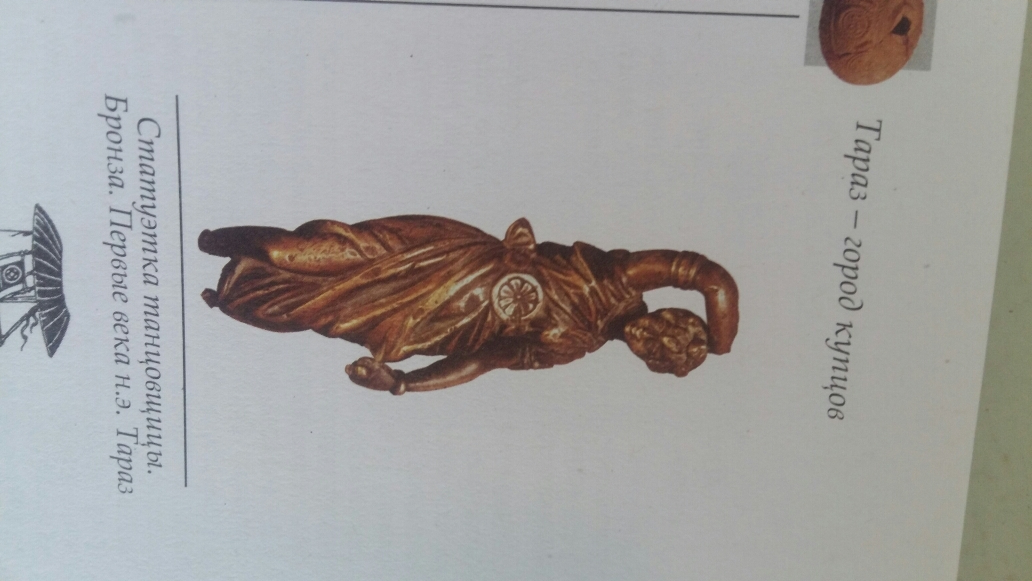 Тараз – город купцов
Статуэтка танцовщицы.
Бронза. Первые века н.э. Тараз